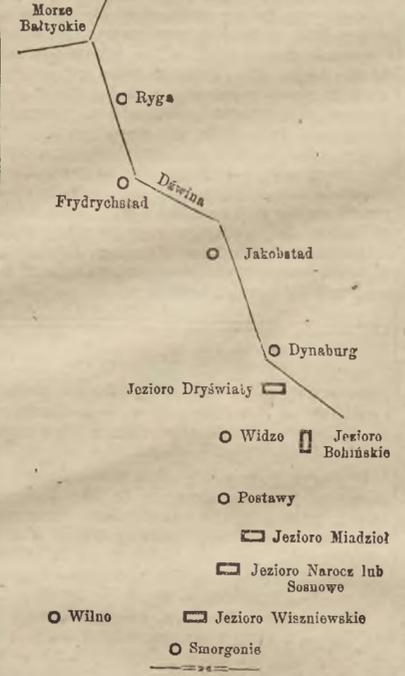 Morze
Bałtyckie
Ryga
Dźwina
Frydrychstad
Jakobstad
Dynaburg
Jezioro Dryświaty
Widze
Jezioro
Bohińskie
Postawy
Jezioro Miadzioł
Jezioro Narocz lub
Sosnowe
Wilno
Jezioro Wiszniewskie
Smorgonie